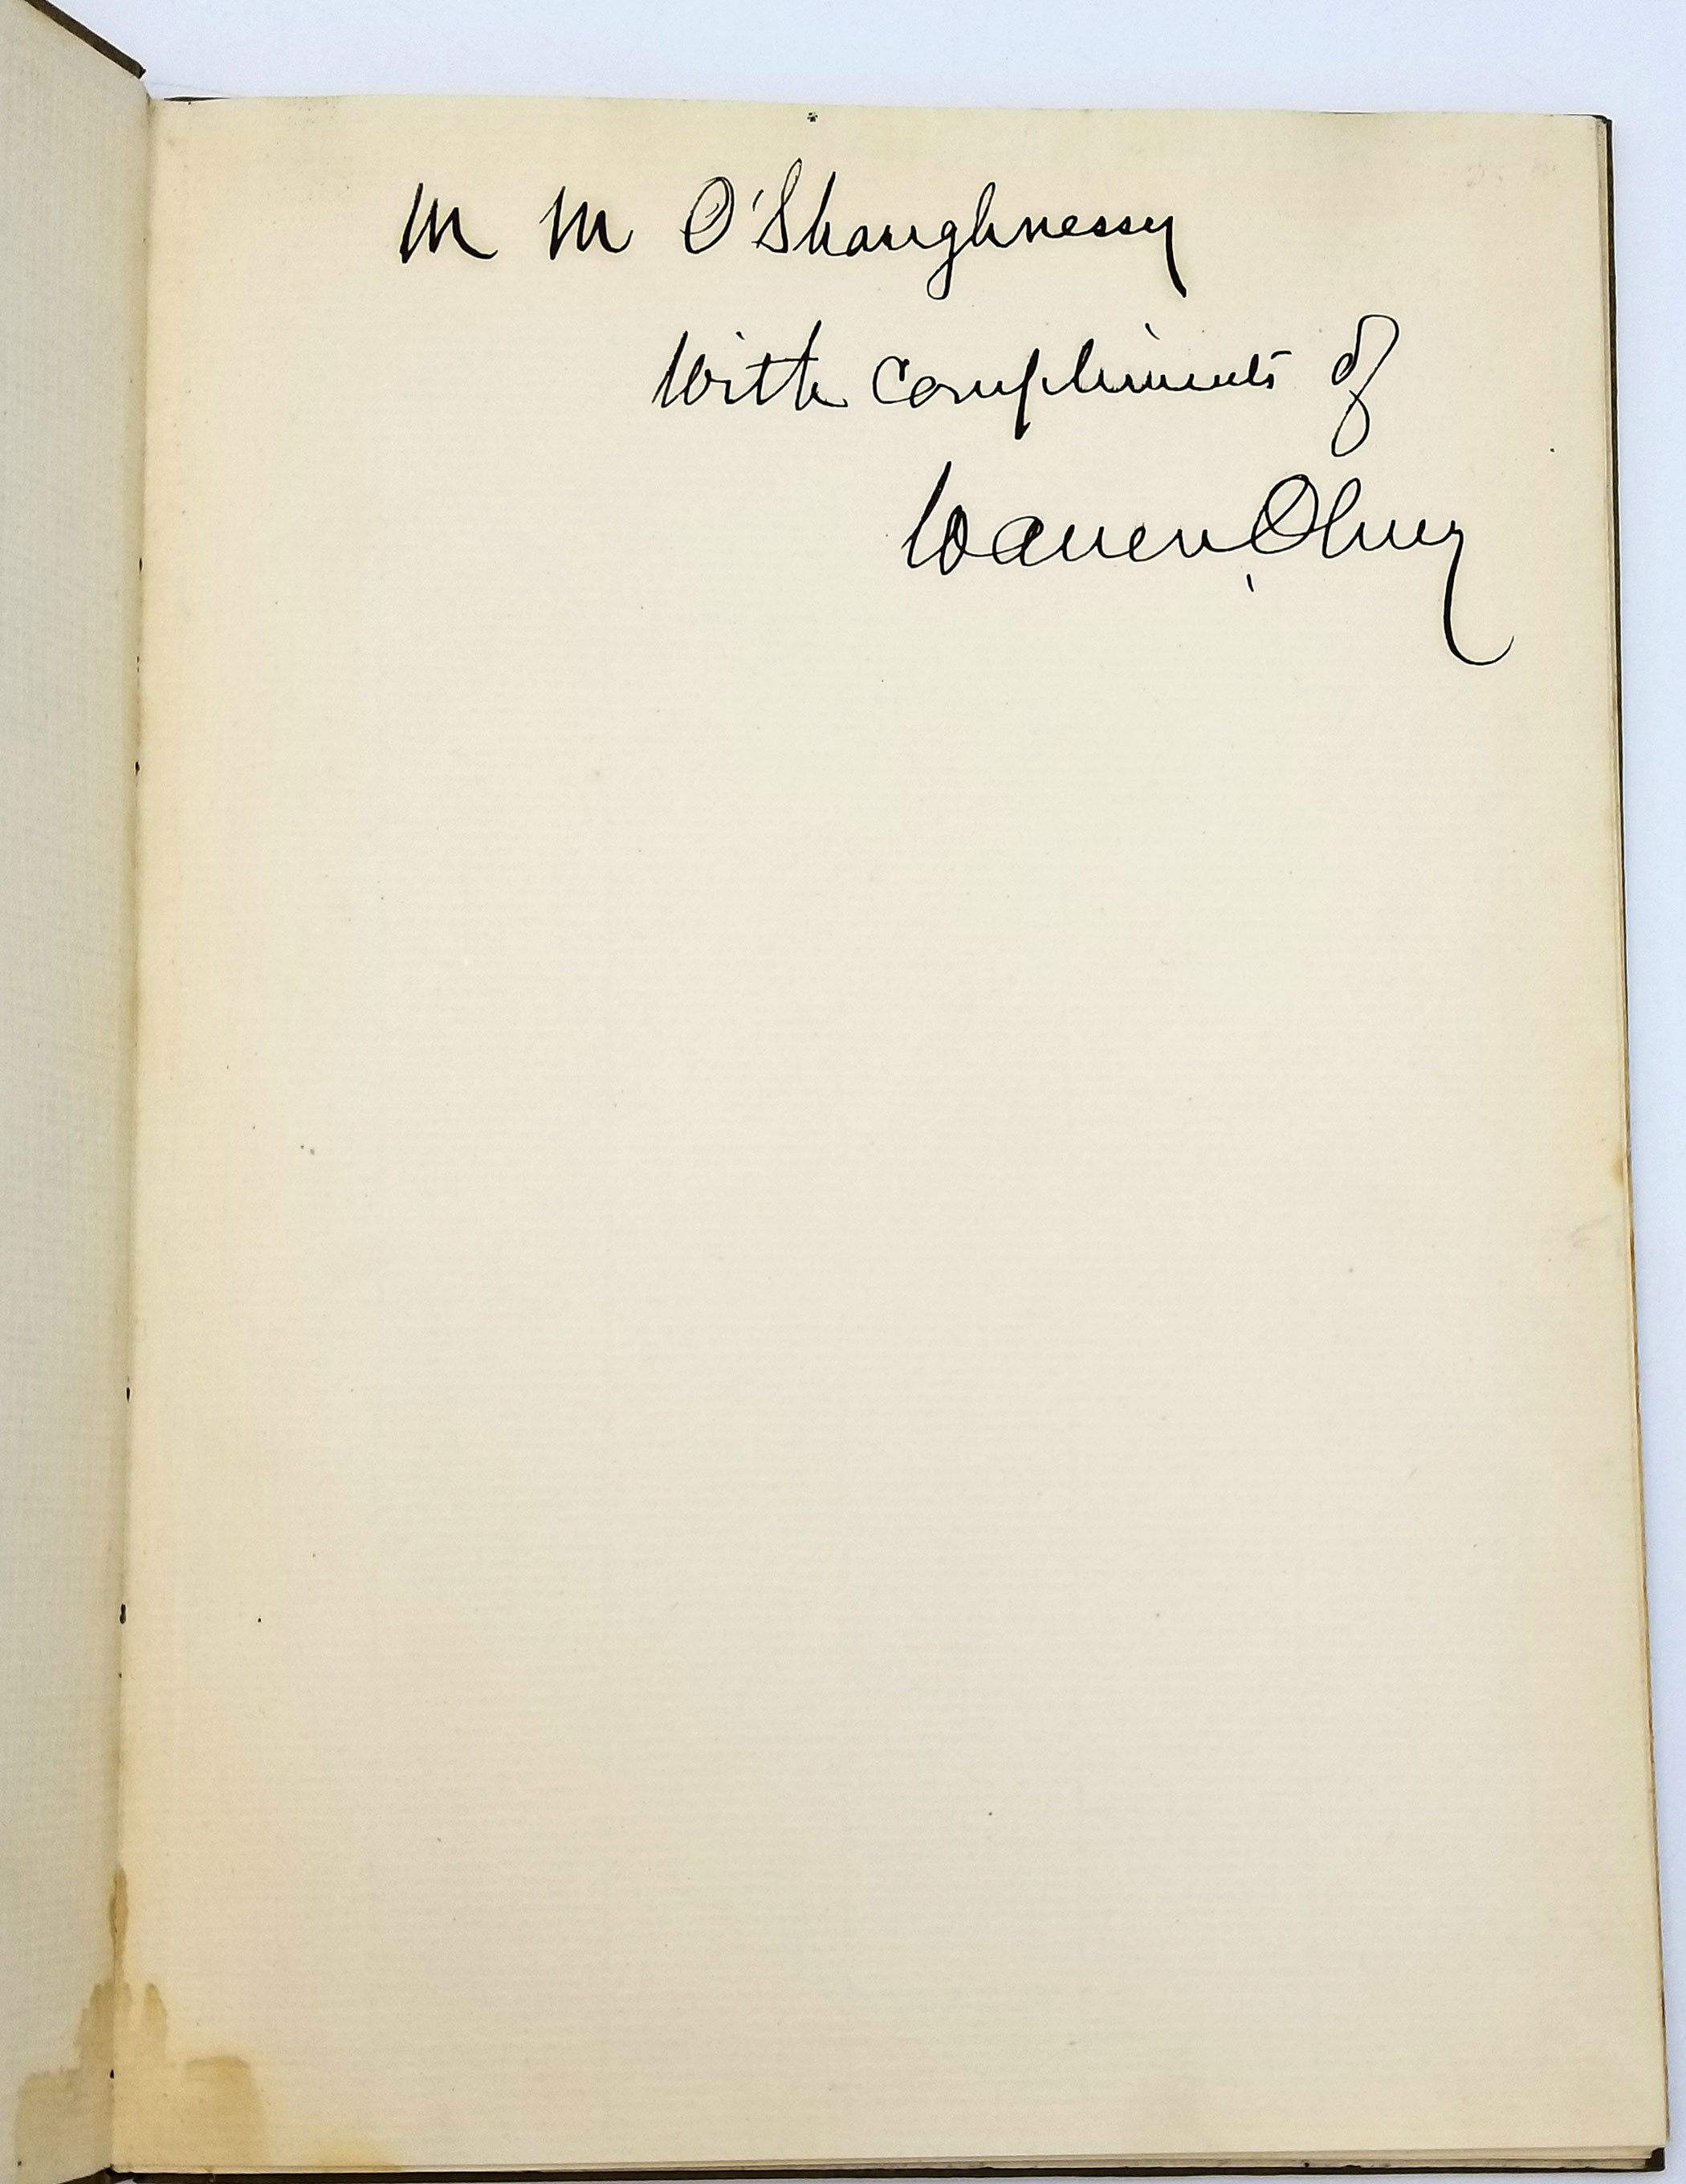 M M O'Shaughnessy
With Compliments of
Warren Olney